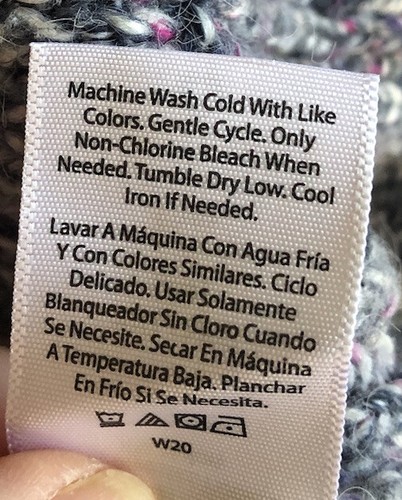 Machine Wash Cold With Like
Colors. Gentle Cycle. Only
Non-Chlorine Bleach When
Needed. Tumble Dry Low. Cool
Iron If Needed.
Lavar A Máquina Con Agua Fría
Y Con Colores Similares. Ciclo
Delicado. Usar Solamente
Blanqueador Sin Cloro Cuando
Se Necesite. Secar En Máquina
A Temperatura Baja. Planchar
En Frío Si Se Necesita.
W20